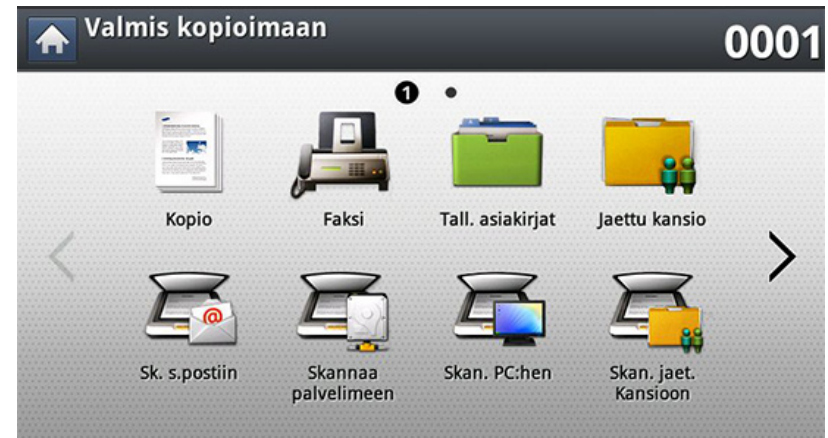 Valmis kopioimaan
0001
1
Kopio
Faksi
Tall. asiakirjat
Jaettu kansio
Sk. s.postiin
Skannaa
palvelimeen
Skan. PC:hen
Skan. jaet.
Kansioon